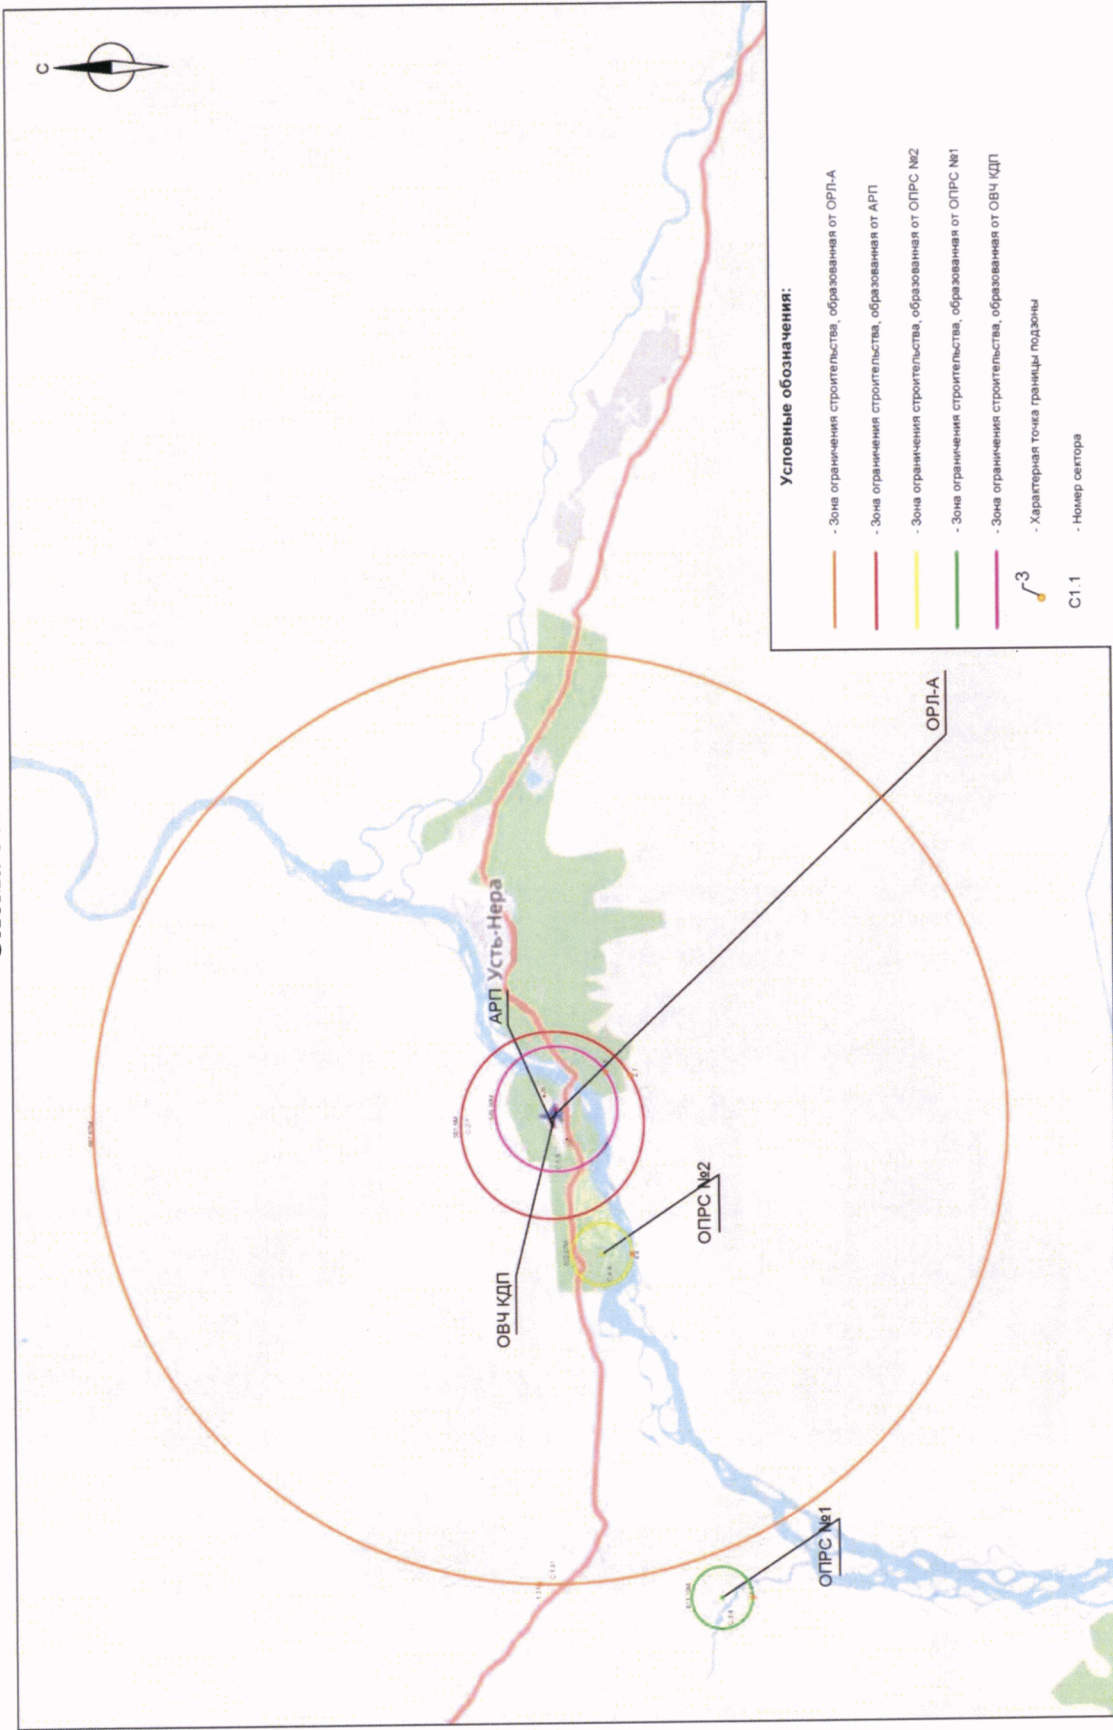 С
АРП
Усть-Нера
ОВЧ КДП
ОПРС №2
ОПРС №1
ОРЛ-А
Условные обозначения:
- Зона ограничения строительства, образованная от ОРЛ-А
- Зона ограничения строительства, образованная от АРП
- Зона ограничения строительства, образованная от ОПРС №2
- Зона ограничения строительства, образованная от ОПРС №1
- Зона ограничения строительства, образованная от ОВЧ КДП
3
- Характерная точка границы подзоны
С1.1
- Номер сектора